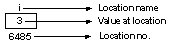 i Location name
3 Value at location
6485 Location no.